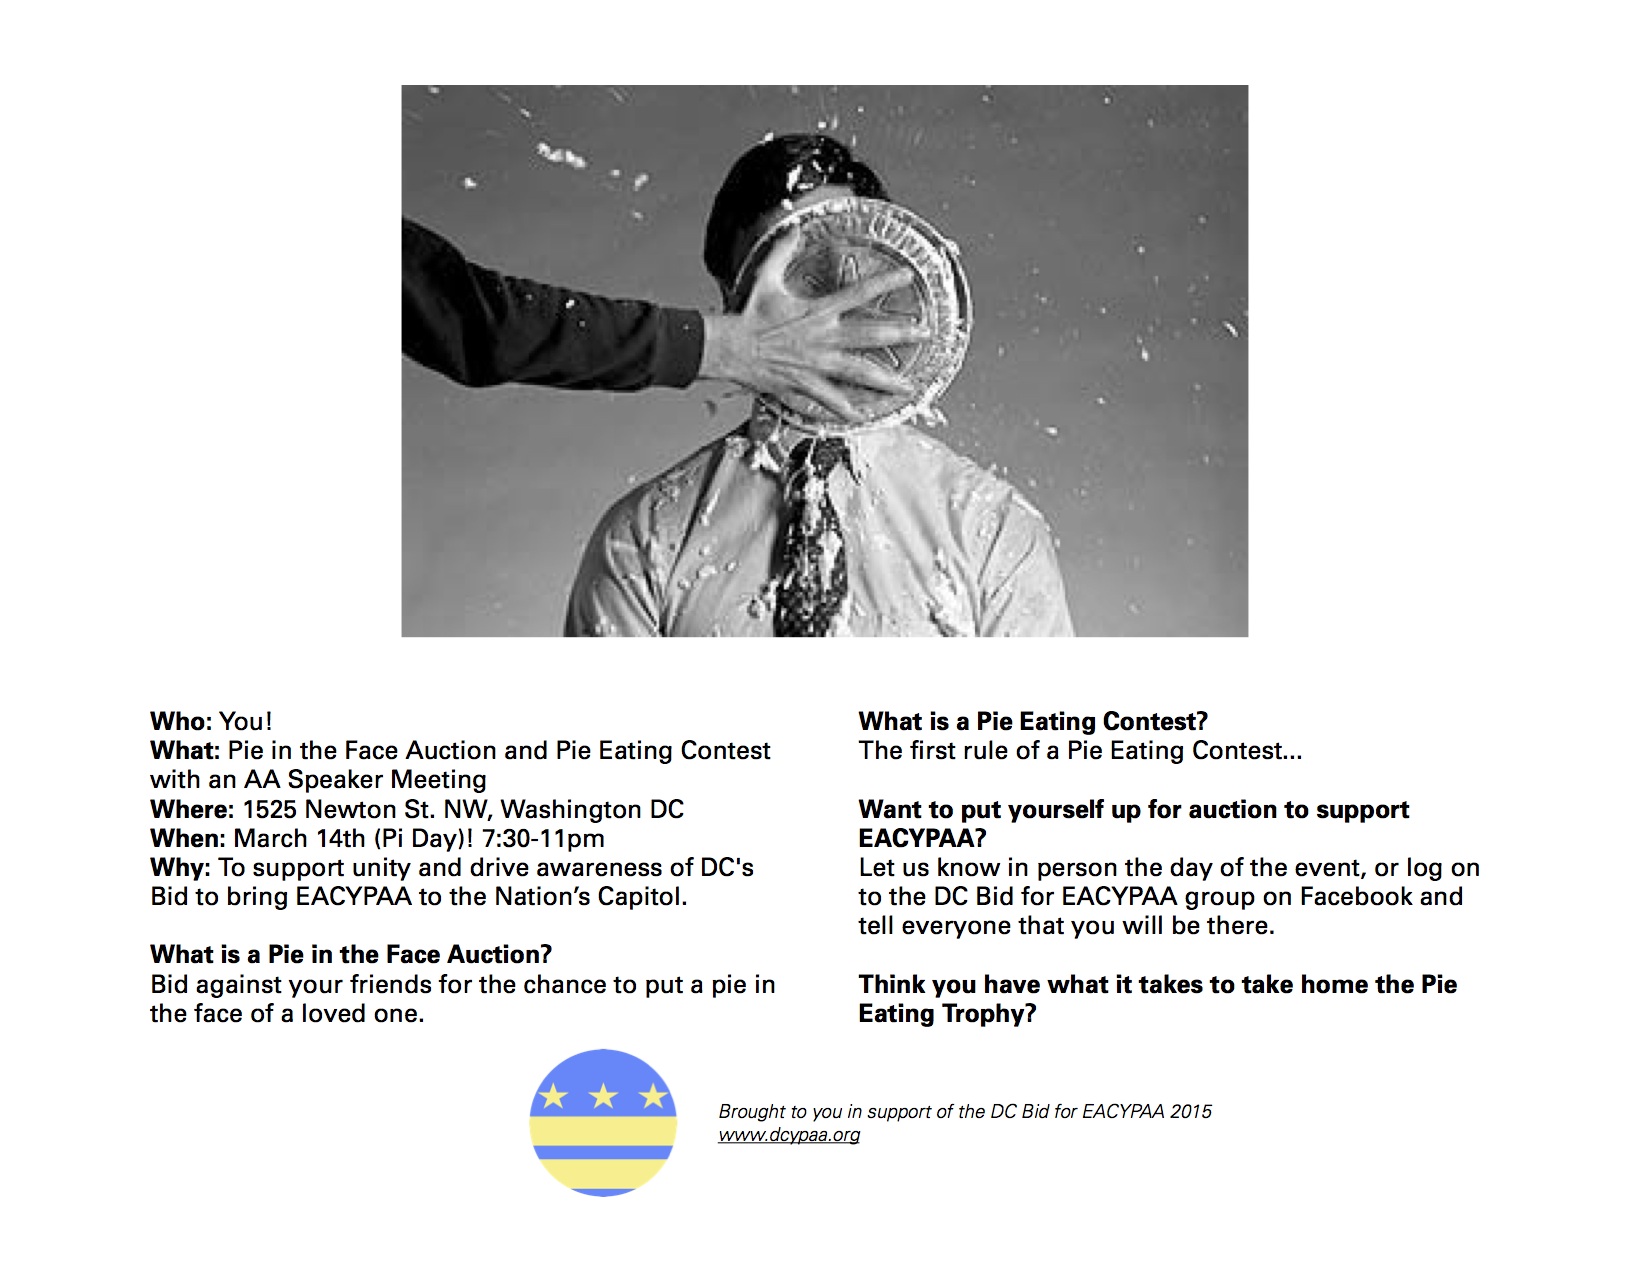 Who: You!
What: Pie in the Face Auction and Pie Eating Contest
with an AA Speaker Meeting
Where: 1525 Newton St. NW, Washington DC
When: March 14th (Pi Day)! 7:30-11pm
Why: To support unity and drive awareness of DC's
Bid to bring EACYPAA to the Nation’s Capitol.
What is a Pie in the Face Auction?
Bid against your friends for the chance to put a pie in
the face of a loved one.
What is a Pie Eating Contest?
The first rule of a Pie Eating Contest...
Want to put yourself up for auction to support
EACYPAA?
Let us know in person the day of the event, or log on
to the DC Bid for EACYPAA group on Facebook and
tell everyone that you will be there.
Think you have what it takes to take home the Pie
Eating Trophy?
Brought to you in support of the DC Bid for EACYPAA 2015
www.dcypaa.org